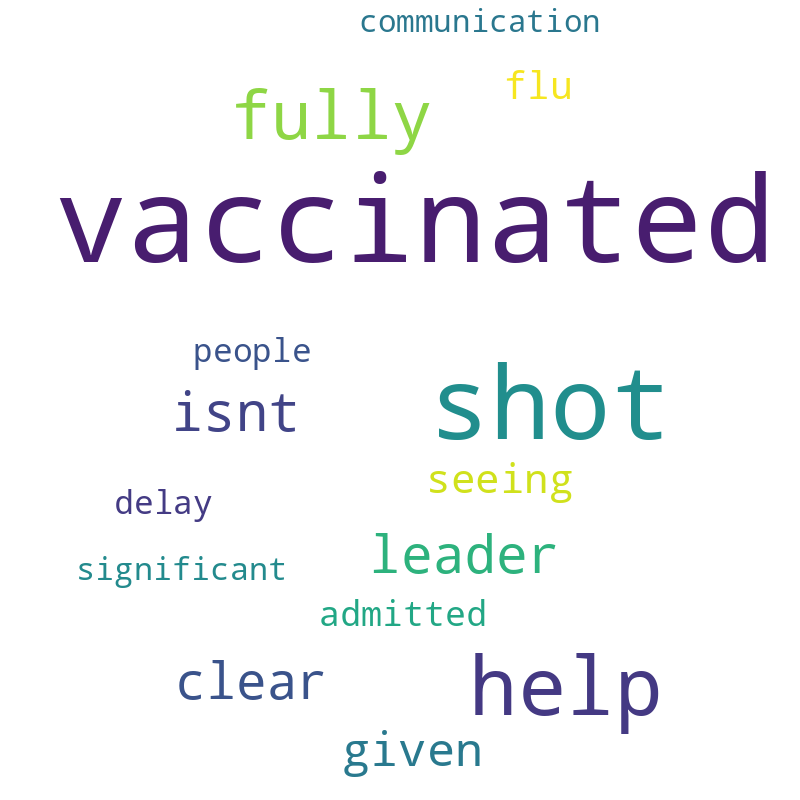 communication
flu
fully
vaccinated
people
isnt
shot
seeing
delay
leader
significant
admitted
clear
help
given